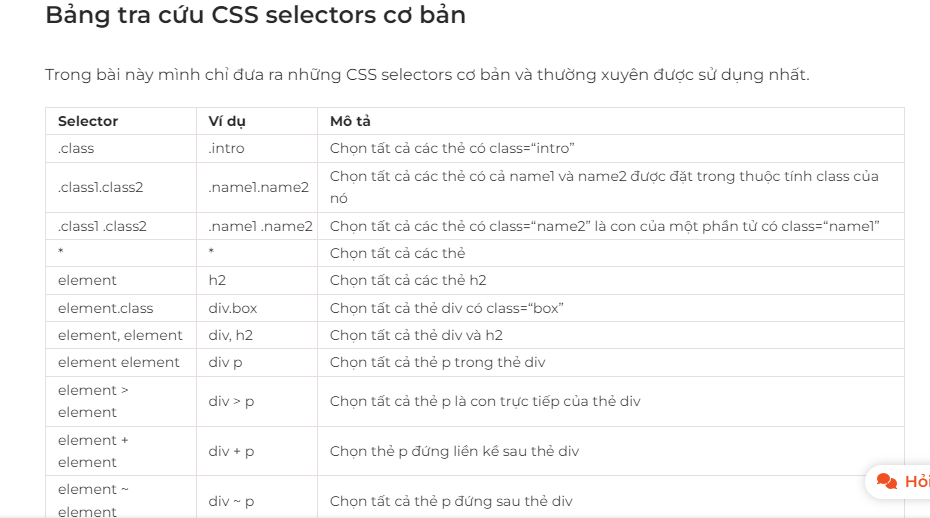 Bảng tra cứu CSS selectors cơ bản
Trong bài này mình chỉ đưa ra những CSS selectors cơ bản và thường xuyên được sử dụng nhất.
Selector Ví dụ Mô tả
.class .intro Chọn tất cả các thẻ có class=“intro”
.class1.class2 .name1.name2 Chọn tất cả các thẻ có cả name1 và name2 được đặt trong thuộc tính class của
nó
.class1 .class2 .name1 .name2 Chọn tất cả các thẻ có class=“name2” là con của một phần tử có class=“name1”
* * Chọn tất cả các thẻ
element h2 Chọn tất cả các thẻ h2
element.class div.box Chọn tất cả thẻ div có class=“box”
element, element div, h2 Chọn tất cả thẻ div và h2
element element div p Chọn tất cả thẻ p trong thẻ div
element >
element
div > p Chọn tất cả thẻ p là con trực tiếp của thẻ div
element +
element
div + p Chọn thẻ p đứng liền kề sau thẻ div
element ~
element
div ~ p Chọn tất cả thẻ p đứng sau thẻ div
Hỏi